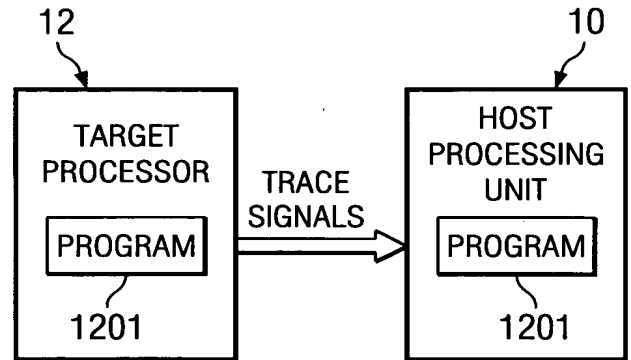 12
TARGET
PROCESSOR
PROGRAM
1201
TRACE
SIGNALS
10
HOST
PROCESSING
UNIT
PROGRAM
1201